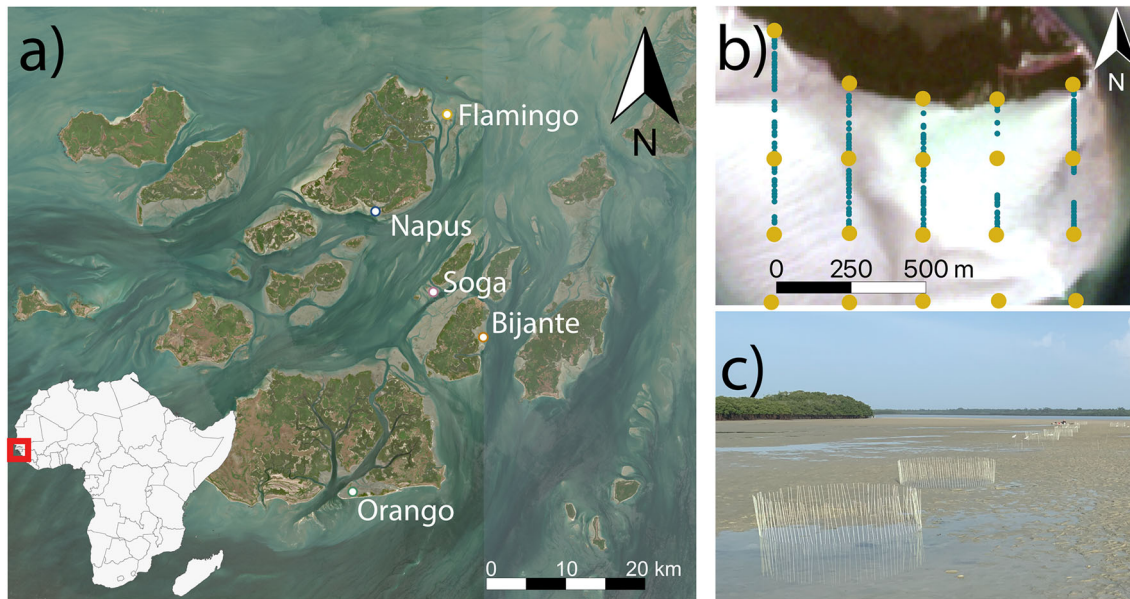 a)
N
Flamingo
Napus
Soga
Bijante
Orango
0 10 20 km
b)
N
0 250 500 m
c)